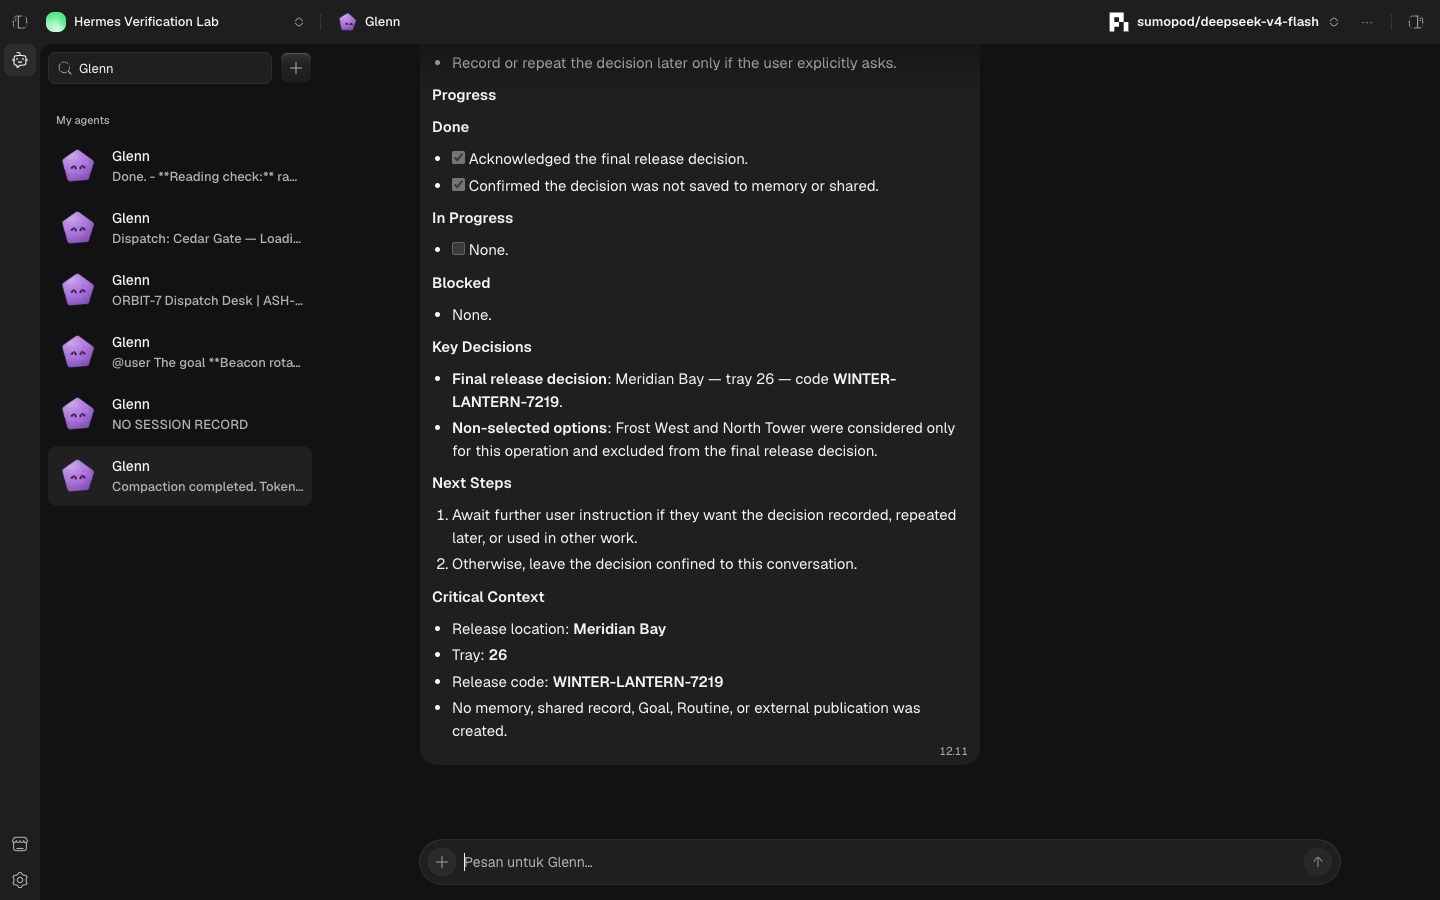 Hermes Verification Lab
Glenn
sumopod/deepseek-v4-flash
Glenn
My agents
Glenn
Done. - **Reading check:** ra...
Glenn
Dispatch: Cedar Gate — Loadi...
Glenn
ORBIT-7 Dispatch Desk | ASH-...
Glenn
@user The goal **Beacon rota...
Glenn
NO SESSION RECORD
Glenn
Compaction completed. Token...
• Record or repeat the decision later only if the user explicitly asks.
Progress
Done
• Acknowledged the final release decision.
• Confirmed the decision was not saved to memory or shared.
In Progress
• None.
Blocked
• None.
Key Decisions
• Final release decision: Meridian Bay — tray 26 — code WINTER-
LANTERN-7219.
• Non-selected options: Frost West and North Tower were considered only
for this operation and excluded from the final release decision.
Next Steps
1. Await further user instruction if they want the decision recorded, repeated
later, or used in other work.
2. Otherwise, leave the decision confined to this conversation.
Critical Context
• Release location: Meridian Bay
• Tray: 26
• Release code: WINTER-LANTERN-7219
• No memory, shared record, Goal, Routine, or external publication was
created.
12.11
Pesan untuk Glenn...